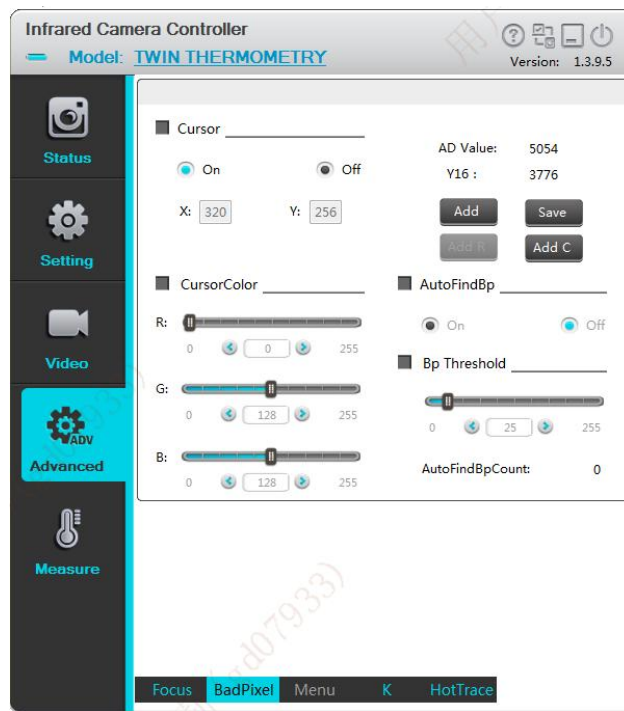 Infrared Camera Controller
Model: TWIN THERMOMETRY
Version: 1.3.9.5
Status
Setting
Video
ADV
Advanced
Measure
Cursor
On Off
X: 320 Y: 256
AD Value: 5054
Y16 : 3776
Add Save
Add R Add C
CursorColor
R:
0 0 255
G:
0 128 255
B:
0 128 255
AutoFindBp
On Off
Bp Threshold
0 25 255
AutoFindBpCount: 0
Focus BadPixel Menu K HotTrace